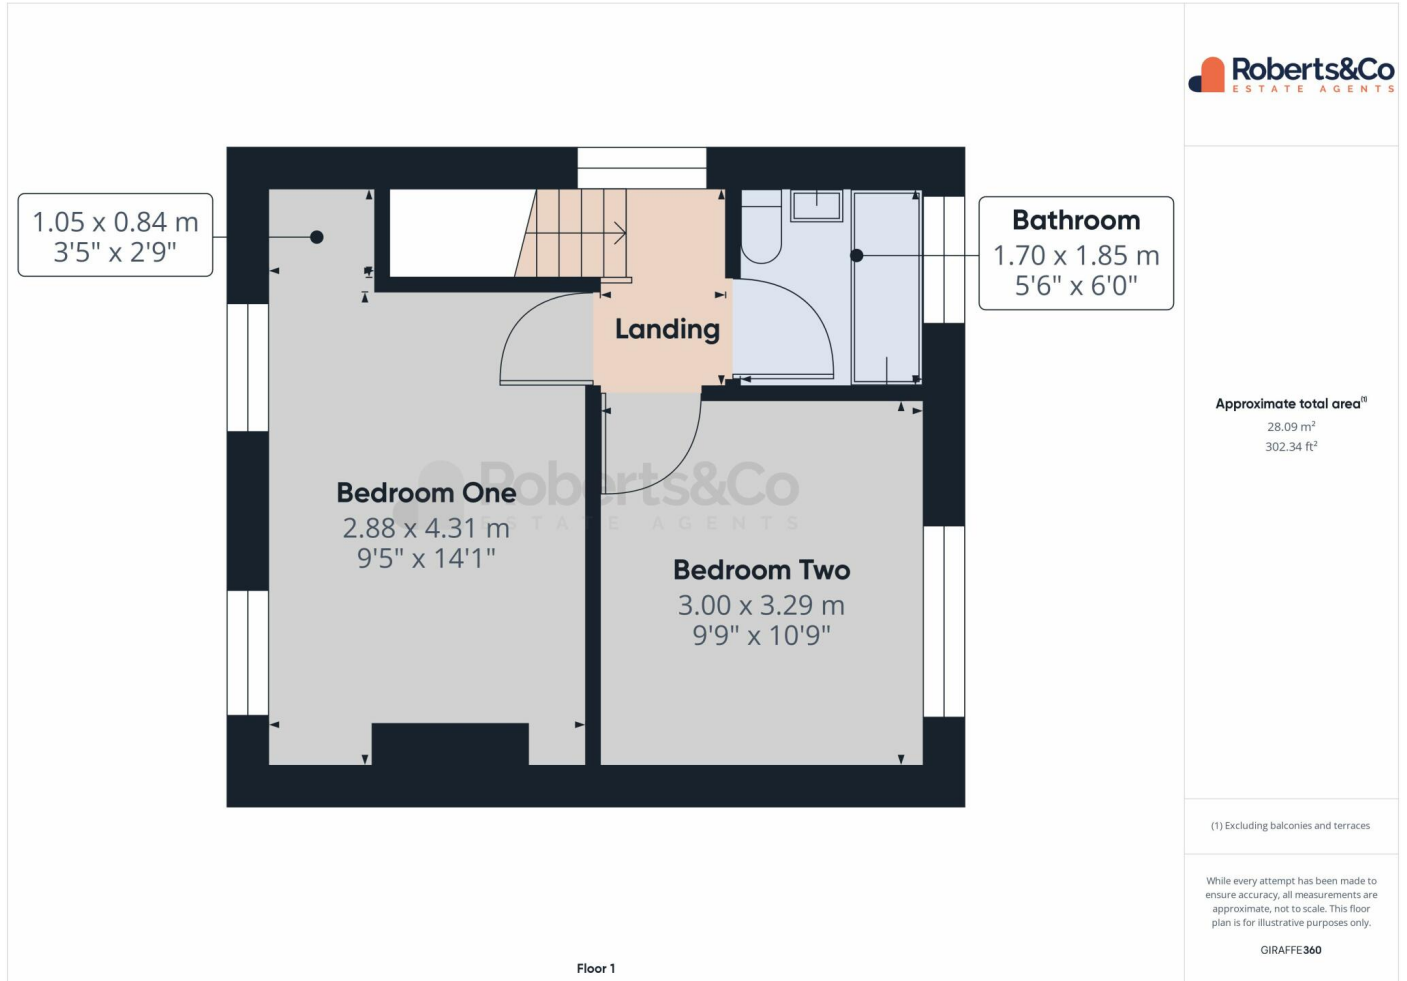 Roberts&Co
ESTATE AGENTS
1.05 x 0.84 m
3'5" x 2'9"
Bathroom
1.70 x 1.85 m
5'6" x 6'0"
Landing
Bedroom One
2.88 x 4.31 m
9'5" x 14'1"
Roberts&Co
ESTATE AGENTS
Bedroom Two
3.00 x 3.29 m
9'9" x 10'9"
Floor 1
Approximate total area(1)
28.09 m²
302.34 ft²
(1) Excluding balconies and terraces
While every attempt has been made to
ensure accuracy, all measurements are
approximate, not to scale. This floor
plan is for illustrative purposes only.
GIRAFFE360